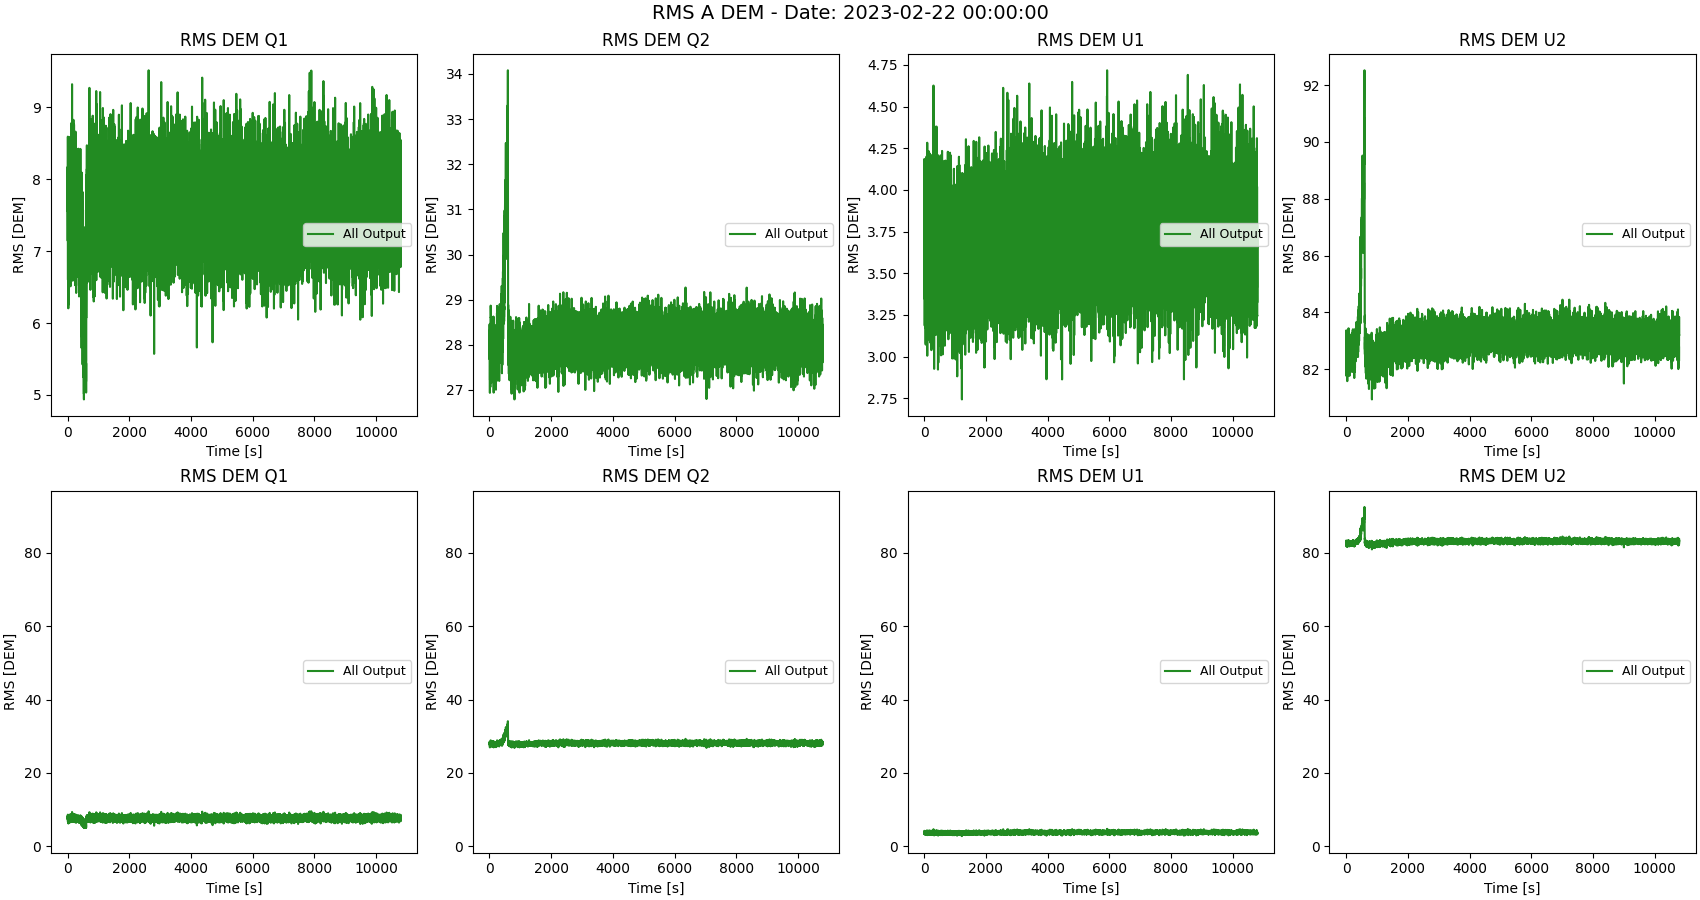 RMS A DEM - Date: 2023-02-22 00:00:00
RMS DEM Q1
RMS DEM Q2
RMS DEM U1
RMS DEM U2
RMS [DEM]
9
8
7
6
5
All Output
0 2000 4000 6000 8000 10000
Time [s]
RMS [DEM]
34
33
32
31
30
29
28
27
All Output
0 2000 4000 6000 8000 10000
Time [s]
RMS [DEM]
4.75
4.50
4.25
4.00
3.75
3.50
3.25
3.00
2.75
All Output
0 2000 4000 6000 8000 10000
Time [s]
RMS [DEM]
92
90
88
86
84
82
All Output
0 2000 4000 6000 8000 10000
Time [s]
RMS DEM Q1
RMS DEM Q2
RMS DEM U1
RMS DEM U2
RMS [DEM]
80
60
40
20
0
All Output
0 2000 4000 6000 8000 10000
Time [s]
RMS [DEM]
80
60
40
20
0
All Output
0 2000 4000 6000 8000 10000
Time [s]
RMS [DEM]
80
60
40
20
0
All Output
0 2000 4000 6000 8000 10000
Time [s]
RMS [DEM]
80
60
40
20
0
All Output
0 2000 4000 6000 8000 10000
Time [s]